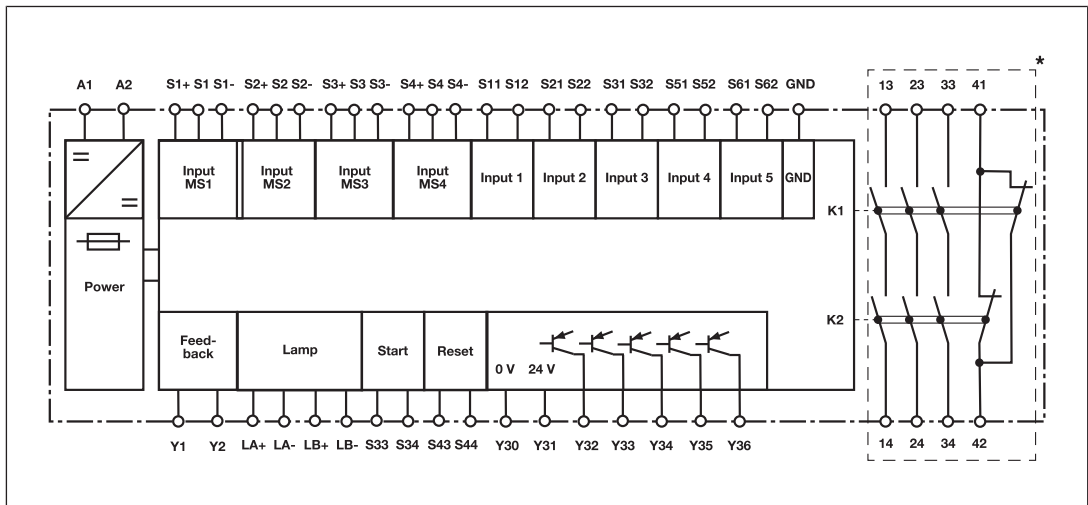 *
A1 A2 S1+ S1 S1- S2+ S2 S2- S3+ S3 S3- S4+ S4 S4- S11 S12 S21 S22 S31 S32 S51 S52 S61 S62 GND 13 23 33 41
Input MS1
Input MS2
Input MS3
Input MS4
Input 1
Input 2
Input 3
Input 4
Input 5
GND
K1
Power
K2
Feed-
back
Lamp
Start
Reset
0 V 24 V
Y1 Y2 LA+ LA- LB+ LB- S33 S34 S43 S44 Y30 Y31 Y32 Y33 Y34 Y35 Y36 14 24 34 42